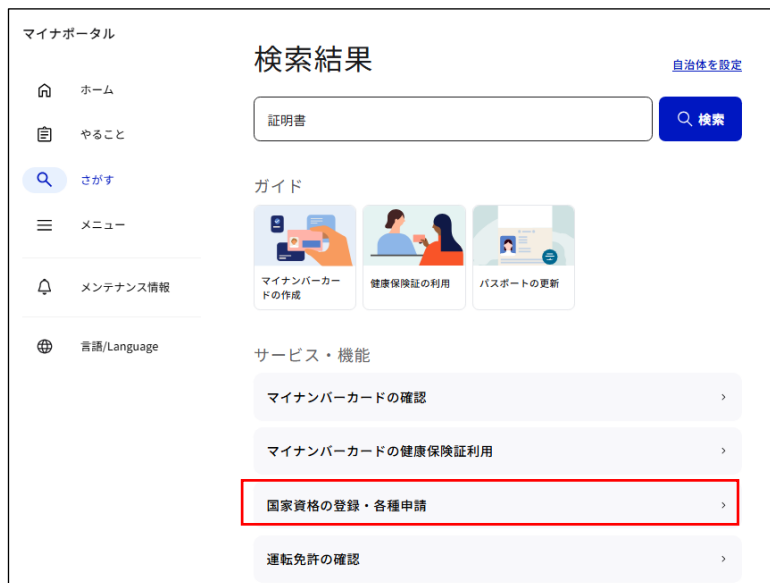 マイナポータル
ホーム
やること
さがす
メニュー
メンテナンス情報
言語/Language
検索結果
自治体を設定
証明書
検索
ガイド
マイナンバーカー
ドの作成
健康保険証の利用
パスポートの更新
サービス・機能
マイナンバーカードの確認
マイナンバーカードの健康保険証利用
国家資格の登録・各種申請
運転免許の確認